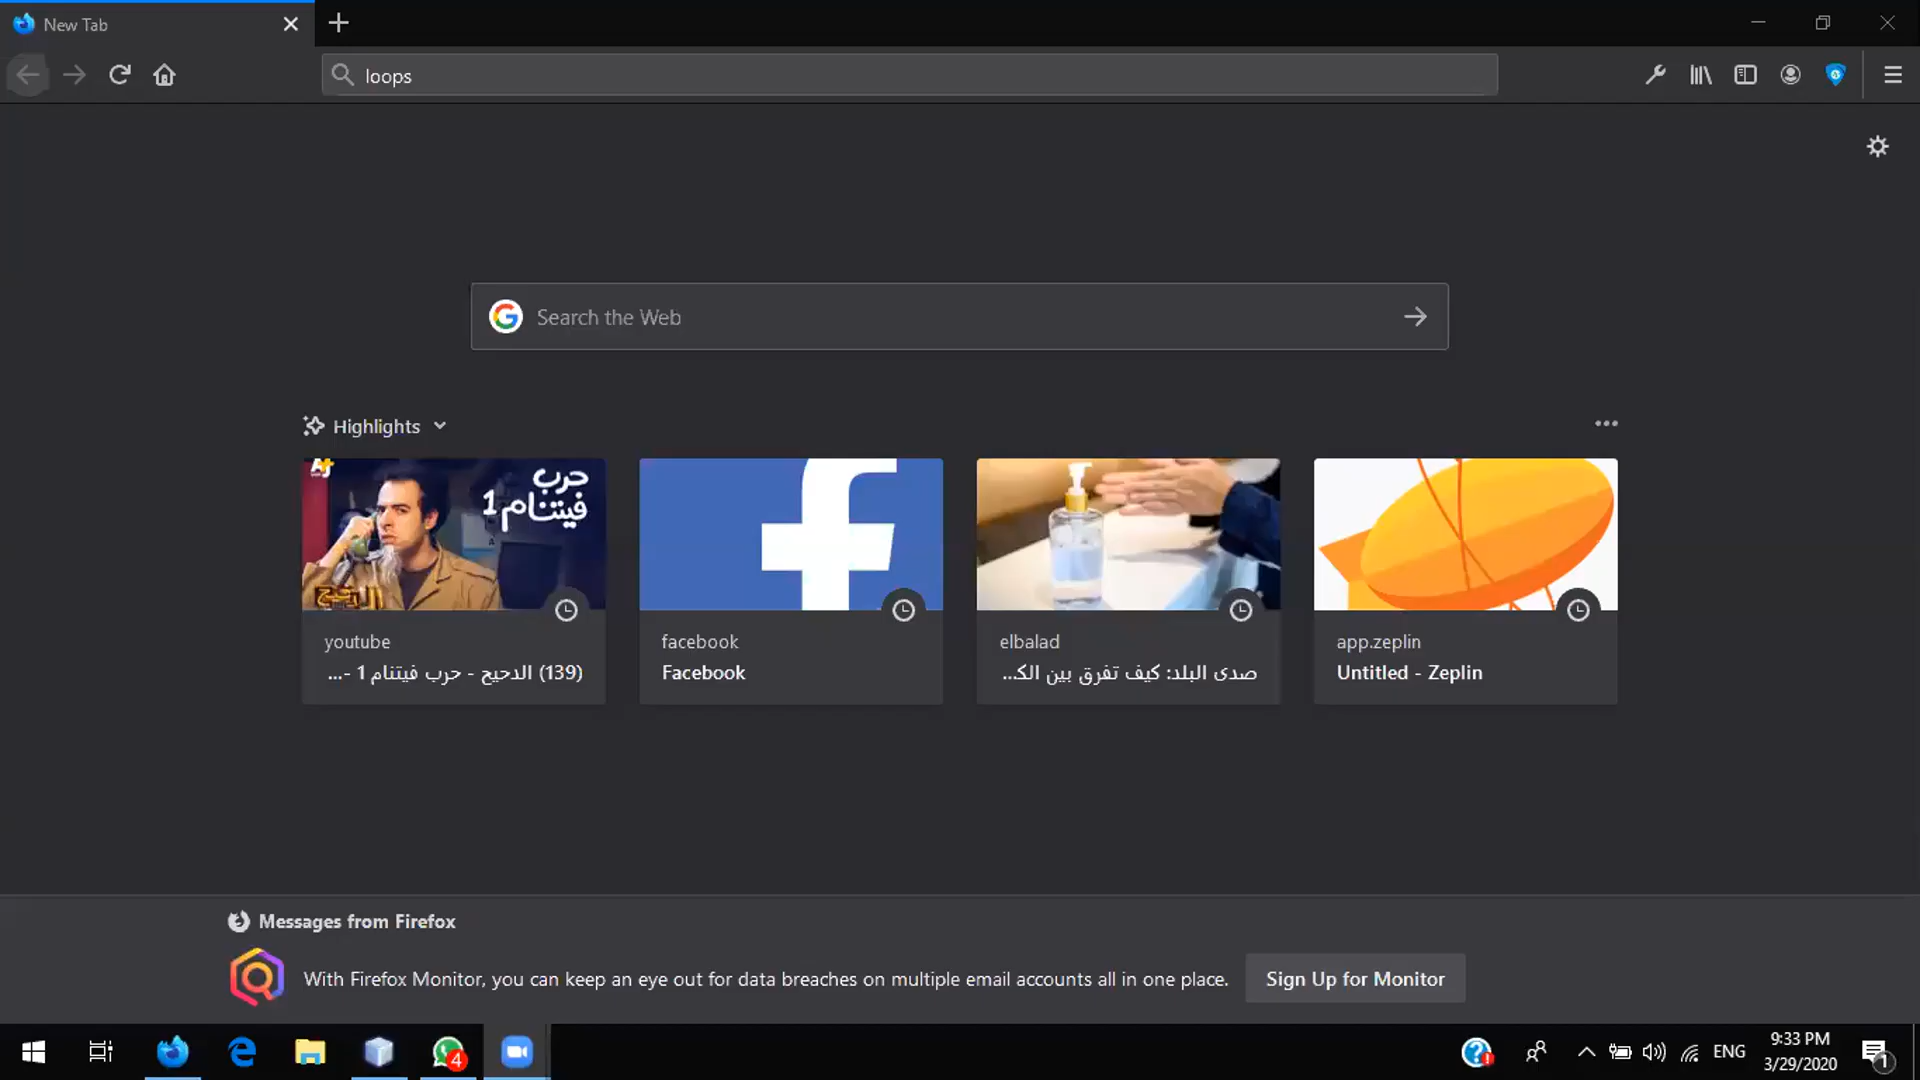 New Tab
loops
Search the Web
Highlights
حرب
فيتنام 1
الدحيح
youtube
(139) الدحيح - حرب فيتنام 1 -...
facebook
Facebook
elbalad
صدى البلد: كيف تفرق بين الك...
app.zeplin
Untitled - Zeplin
Messages from Firefox
With Firefox Monitor, you can keep an eye out for data breaches on multiple email accounts all in one place.
Sign Up for Monitor
4
ENG
9:33 PM
3/29/2020
1